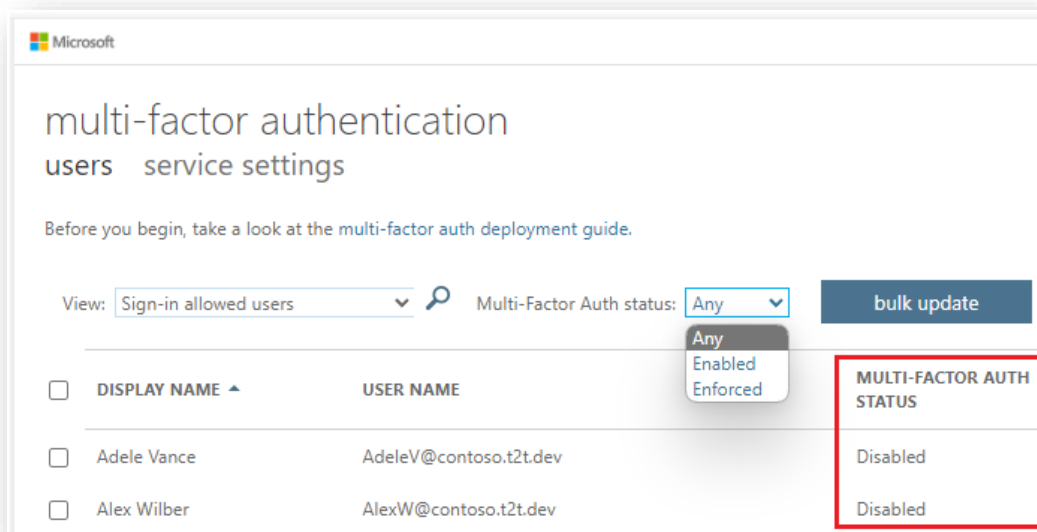 Microsoft
multi-factor authentication
users service settings
Before you begin, take a look at the multi-factor auth deployment guide.
View: Sign-in allowed users Multi-Factor Auth status: Any bulk update
Any
Enabled
Enforced
DISPLAY NAME USER NAME MULTI-FACTOR AUTH
STATUS
Adele Vance AdeleV@contoso.t2t.dev Disabled
Alex Wilber AlexW@contoso.t2t.dev Disabled